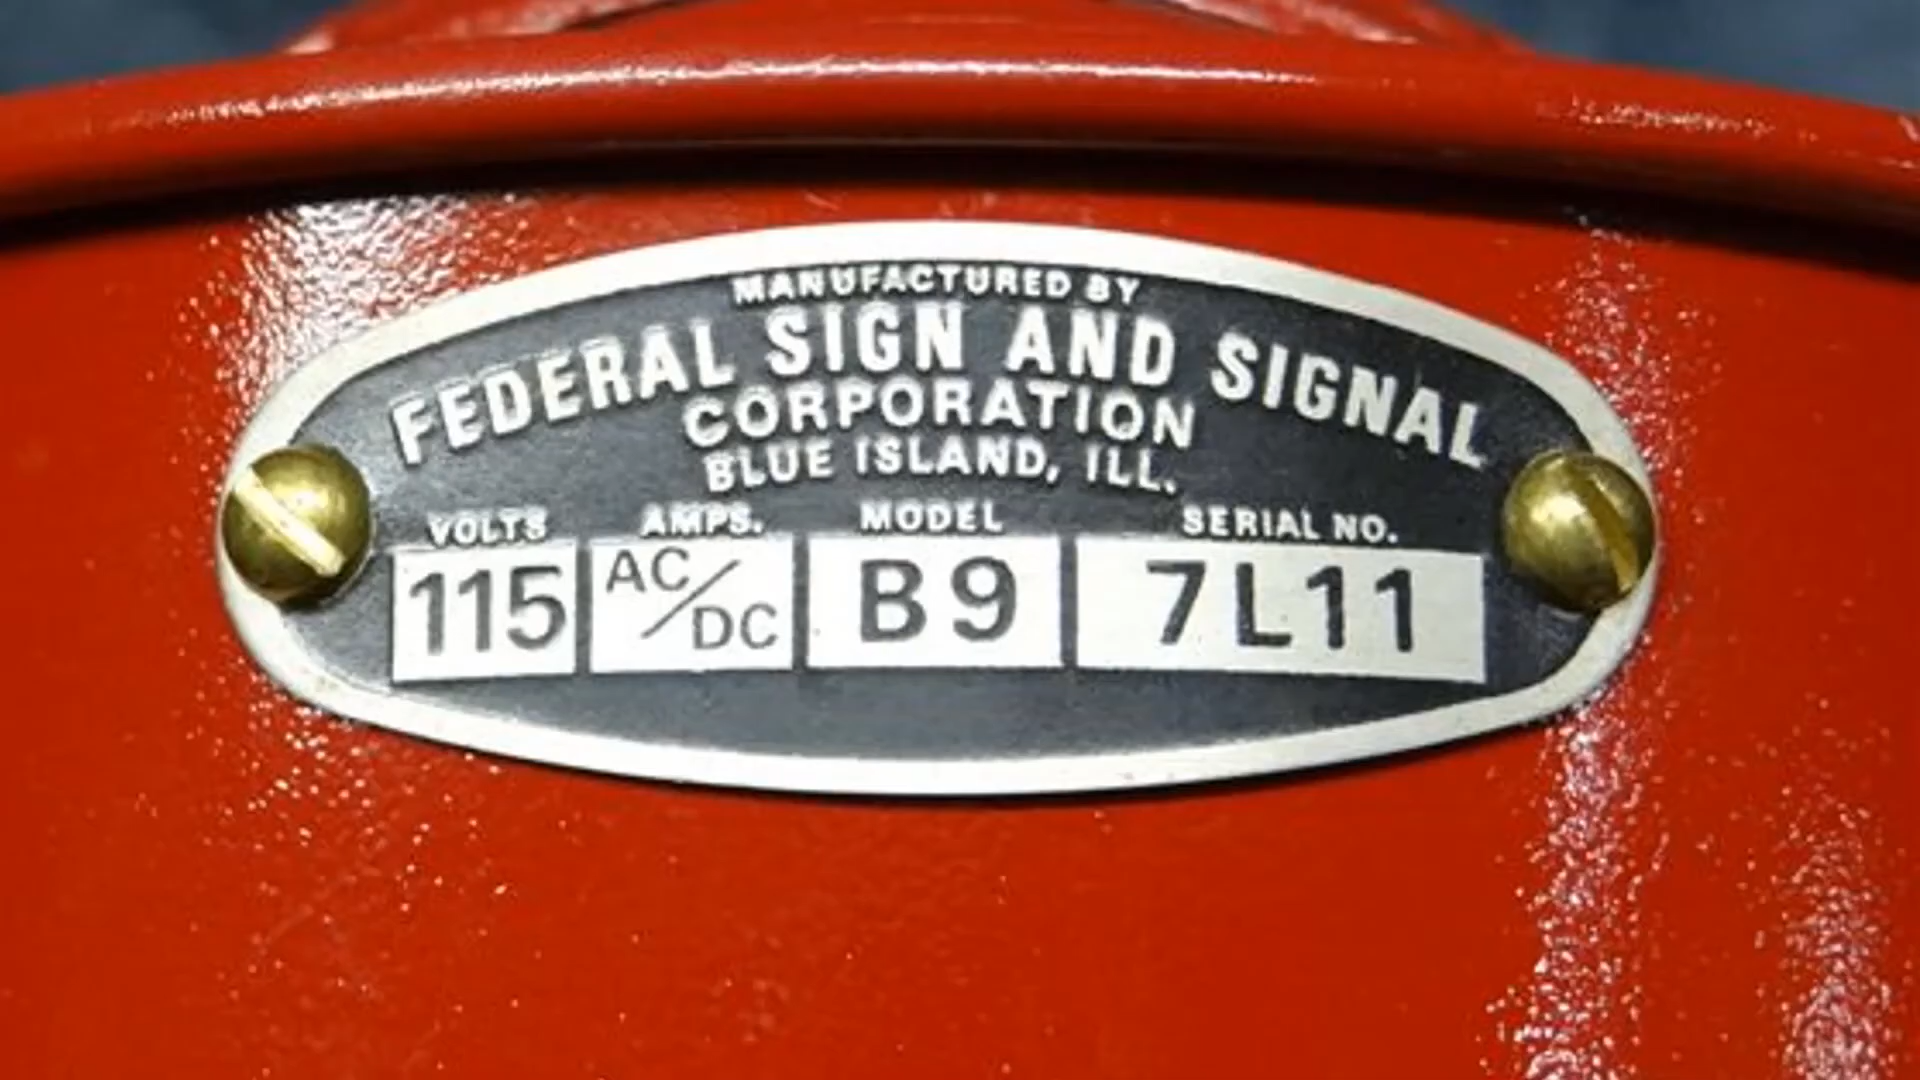 MANUFACTURED BY
FEDERAL SIGN AND SIGNAL
CORPORATION
BLUE ISLAND, ILL.
VOLTS AMPS. MODEL SERIAL NO.
115 AC/DC B9 7L11